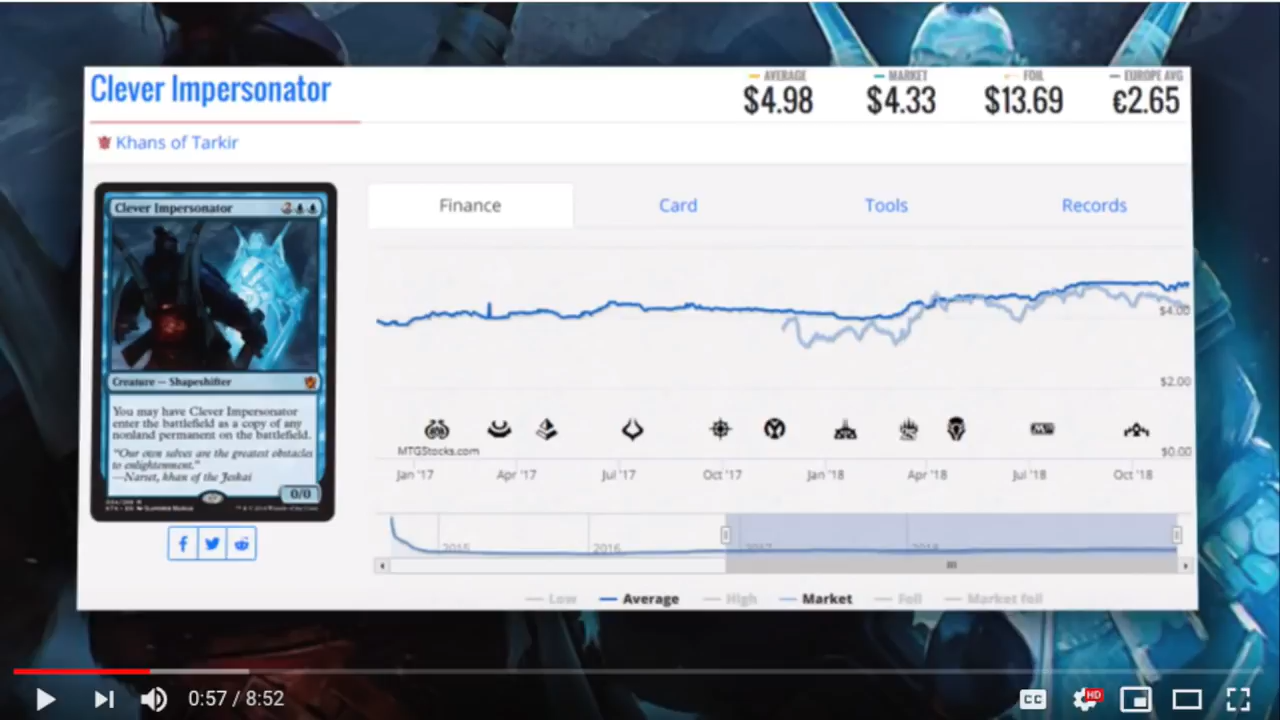 Clever Impersonator
AVERAGE MARKET FOIL EUROPE AVG
$4.98 $4.33 $13.69 €2.65
Khans of Tarkir
Clever Impersonator 2
Creature — Shapeshifter
You may have Clever Impersonator
enter the battlefield as a copy of any
nonland permanent on the battlefield.
"Our own selves are the greatest obstacles
to enlightenment."
—Narset, khan of the Jeskai
0/0
Finance Card Tools Records
$4.00
$2.00
$0.00
MTGStocks.com
Jan '17 Apr '17 Jul '17 Oct '17 Jan '18 Apr '18 Jul '18 Oct '18
2015 2016 2017 2018
Low Average High Market Foil Market foil
0:57 / 8:52
CC HD